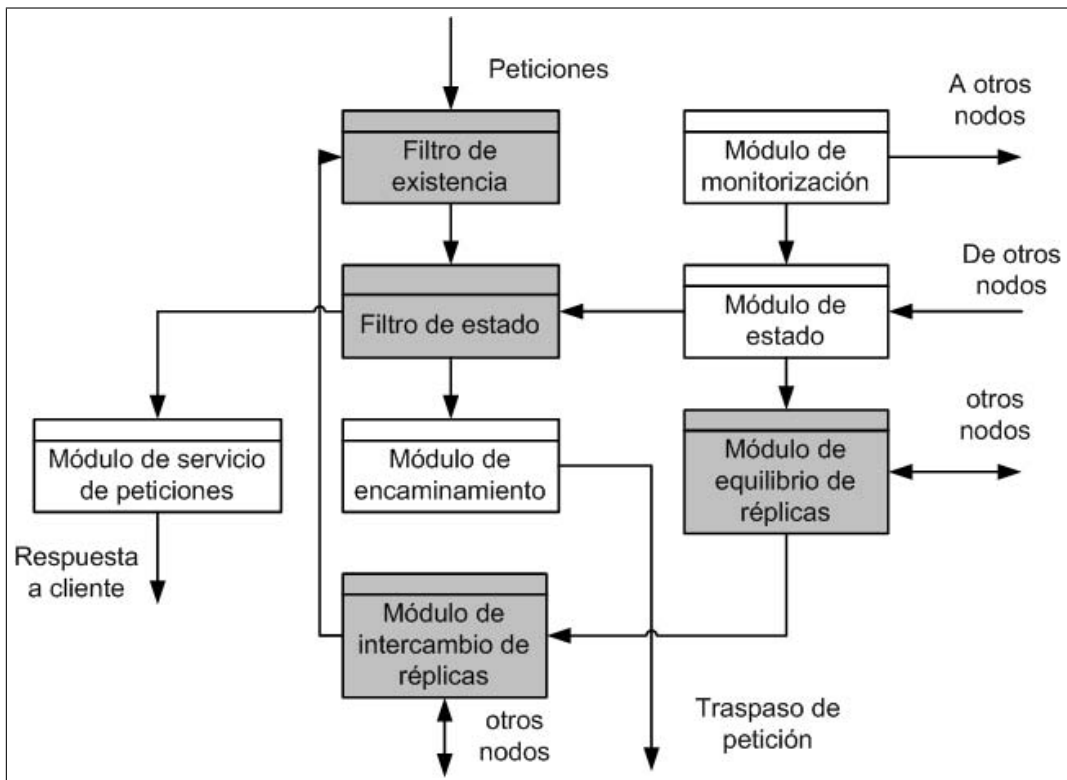 Peticiones
A otros
nodos
Filtro de
existencia
Módulo de
monitorización
De otros
nodos
Filtro de estado
Módulo de
estado
otros
nodos
Módulo de servicio
de peticiones
Módulo de
encaminamiento
Módulo de
equilibrio de
réplicas
Respuesta
a cliente
Módulo de
intercambio de
réplicas
otros
nodos
Traspaso de
petición